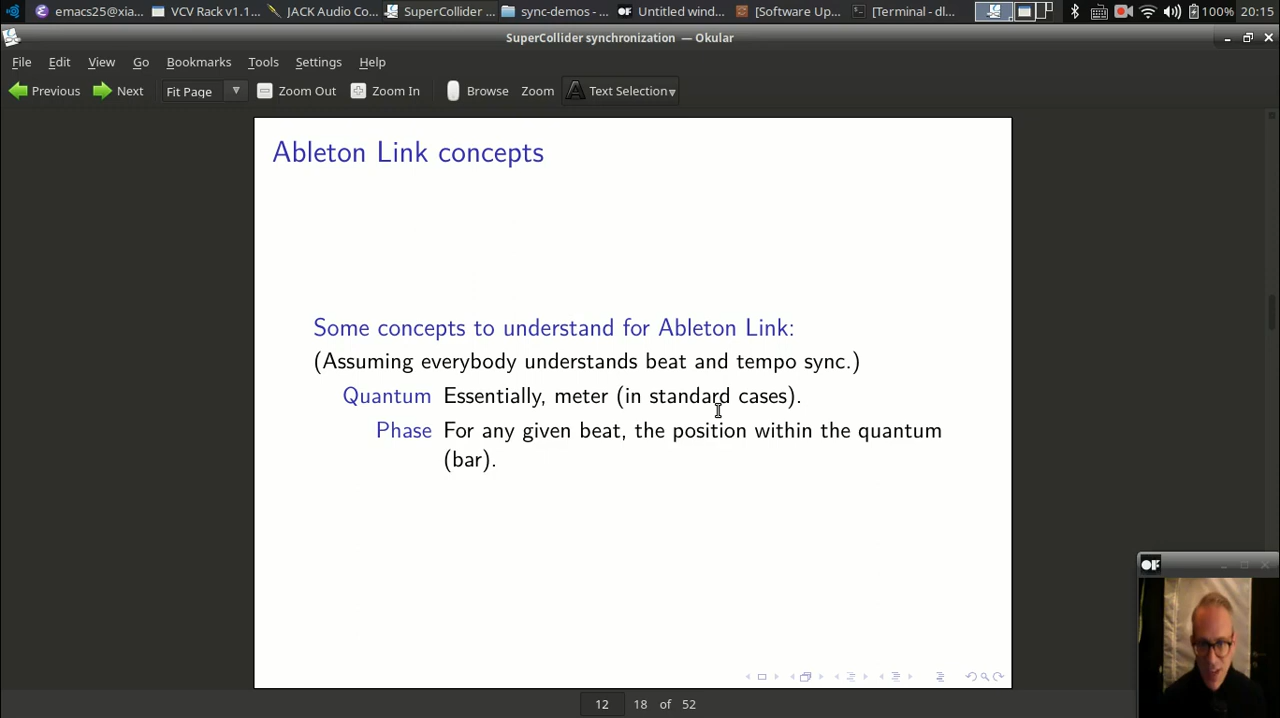 emacs25@xia... VCV Rack v1.1... JACK Audio Co... SuperCollider ... sync-demos - ... Untitled wind... [Software Up... [Terminal - dl... 100% 20:15
SuperCollider synchronization — Okular
File Edit View Go Bookmarks Tools Settings Help
Previous Next Fit Page Zoom Out Zoom In Browse Zoom Text Selection
Ableton Link concepts
Some concepts to understand for Ableton Link:
(Assuming everybody understands beat and tempo sync.)
Quantum Essentially, meter (in standard cases).
Phase For any given beat, the position within the quantum
(bar).
12 18 of 52